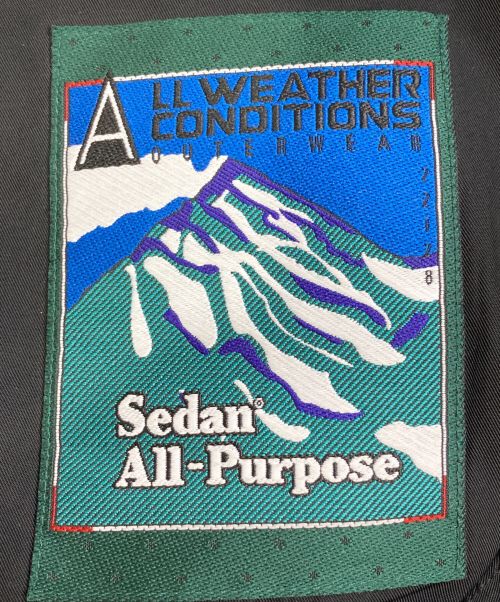 ALL WEATHER
CONDITIONS
OUTERWEAR
Sedan®
All-Purpose